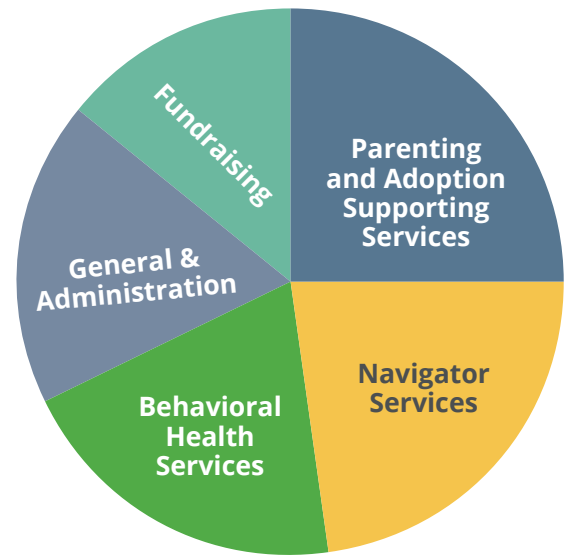 Fundraising
Parenting
and Adoption
Supporting
Services
General &
Administration
Navigator
Services
Behavioral
Health
Services